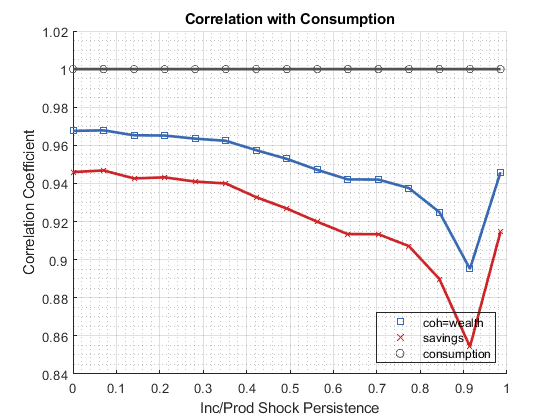 Correlation with Consumption
Correlation Coefficient
1.02
1
0.98
0.96
0.94
0.92
0.9
0.88
0.86
0.84
coh=wealth
savings
consumption
0 0.1 0.2 0.3 0.4 0.5 0.6 0.7 0.8 0.9 1
Inc/Prod Shock Persistence